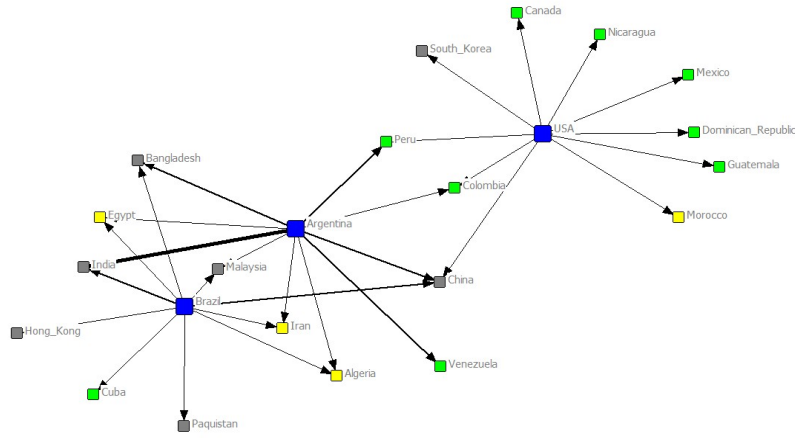 Canada
Nicaragua
South_Korea
Mexico
USA
Dominican_Republic
Peru
Bangladesh
Guatemala
Colombia
Egypt
Morocco
Argentina
India
Malaysia
China
Brazil
Iran
Hong_Kong
Venezuela
Algeria
Cuba
Paquistan